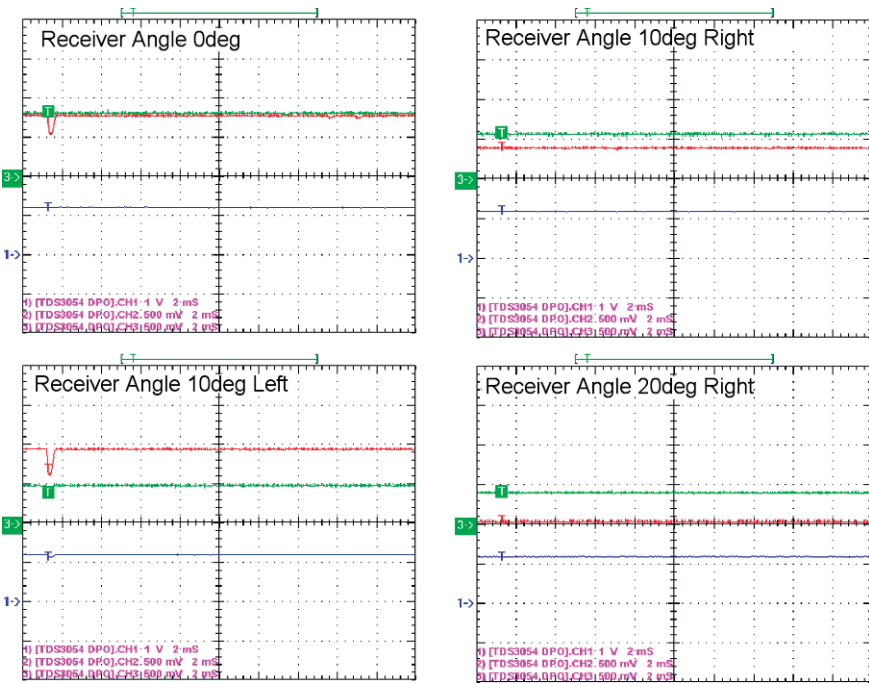 Receiver Angle 0deg
T
3->
T
1->
1) [TDS3054 DPO].CH1 1 V 2 mS
2) [TDS3054 DPO].CH2 500 mV 2 mS
3) [TDS3054 DPO].CH3 500 mV 2 mS
Receiver Angle 10deg Right
T
T
3->
T
1->
1) [TDS3054 DPO].CH1 1 V 2 mS
2) [TDS3054 DPO].CH2 500 mV 2 mS
3) [TDS3054 DPO].CH3 500 mV 2 mS
Receiver Angle 10deg Left
T
3->
T
1->
1) [TDS3054 DPO].CH1 1 V 2 mS
2) [TDS3054 DPO].CH2 500 mV 2 mS
3) [TDS3054 DPO].CH3 500 mV 2 mS
Receiver Angle 20deg Right
T
T
3->
T
1->
1) [TDS3054 DPO].CH1 1 V 2 mS
2) [TDS3054 DPO].CH2 500 mV 2 mS
3) [TDS3054 DPO].CH3 500 mV 2 mS